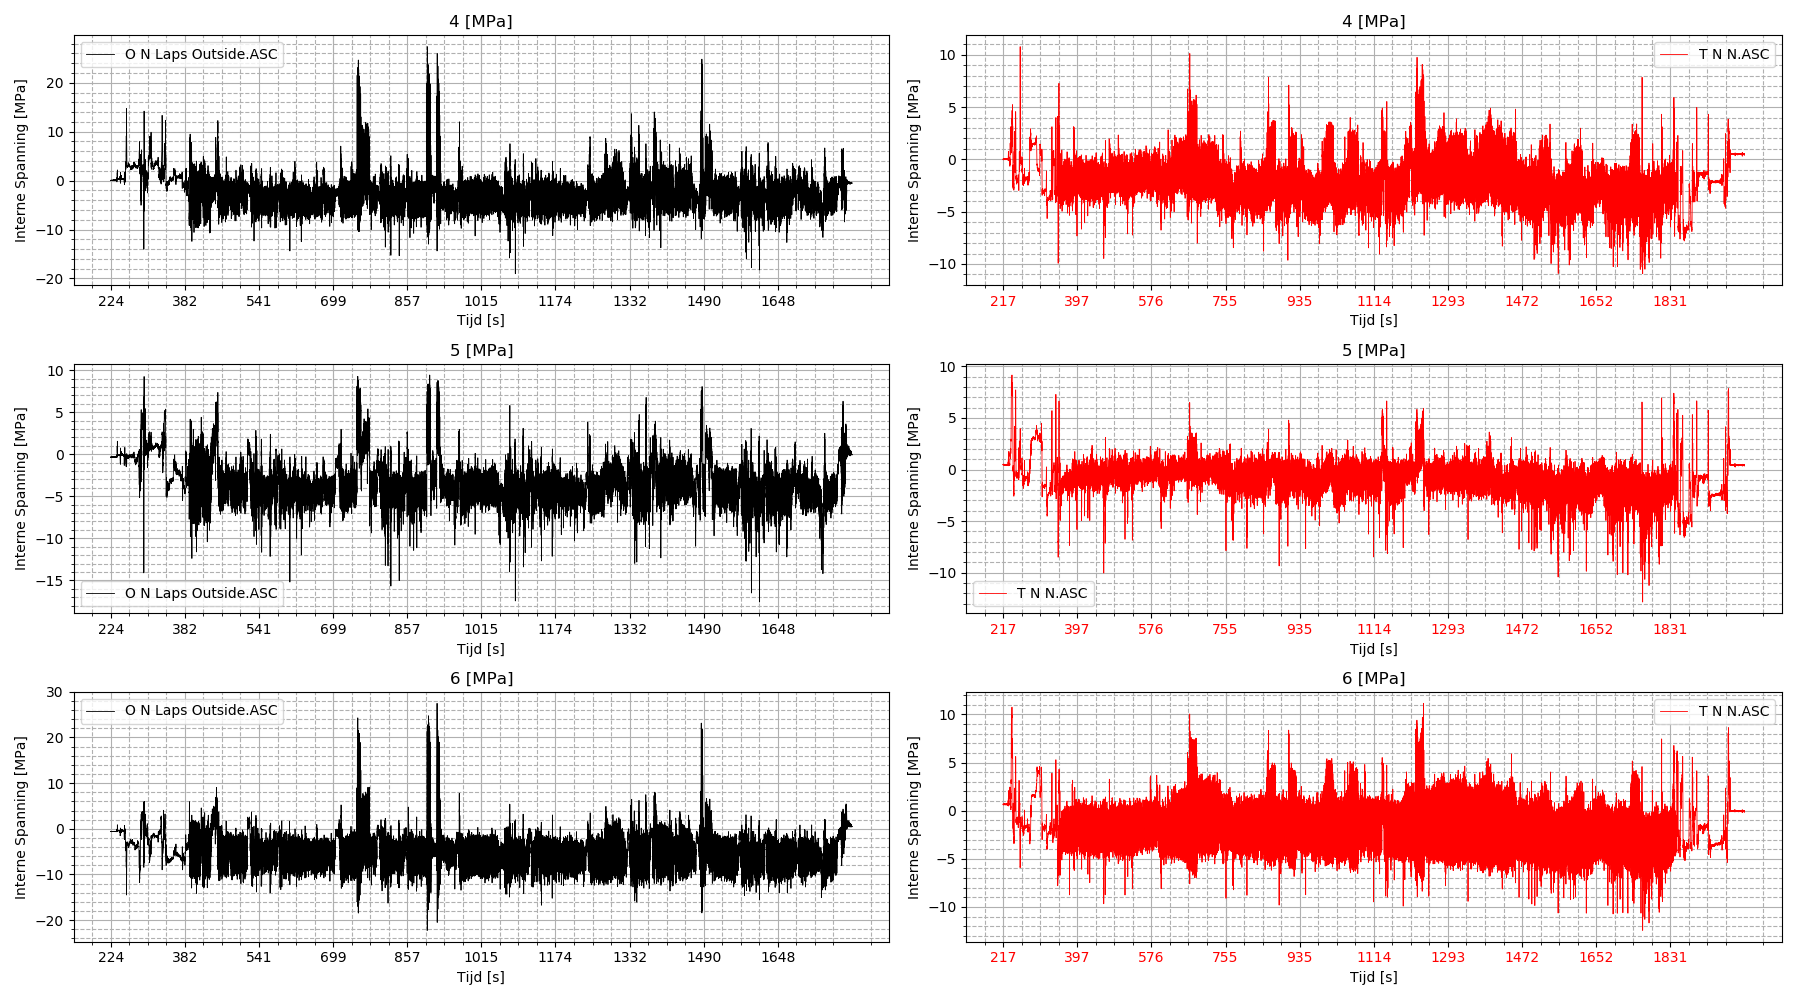 4 [MPa]
Interne Spanning [MPa]
20
10
0
−10
−20
O N Laps Outside.ASC
224 382 541 699 857 1015 1174 1332 1490 1648
Tijd [s]
4 [MPa]
Interne Spanning [MPa]
10
5
0
−5
−10
T N N.ASC
217 397 576 755 935 1114 1293 1472 1652 1831
Tijd [s]
5 [MPa]
Interne Spanning [MPa]
10
5
0
−5
−10
−15
O N Laps Outside.ASC
224 382 541 699 857 1015 1174 1332 1490 1648
Tijd [s]
5 [MPa]
Interne Spanning [MPa]
10
5
0
−5
−10
T N N.ASC
217 397 576 755 935 1114 1293 1472 1652 1831
Tijd [s]
6 [MPa]
Interne Spanning [MPa]
30
20
10
0
−10
−20
O N Laps Outside.ASC
224 382 541 699 857 1015 1174 1332 1490 1648
Tijd [s]
6 [MPa]
Interne Spanning [MPa]
10
5
0
−5
−10
T N N.ASC
217 397 576 755 935 1114 1293 1472 1652 1831
Tijd [s]